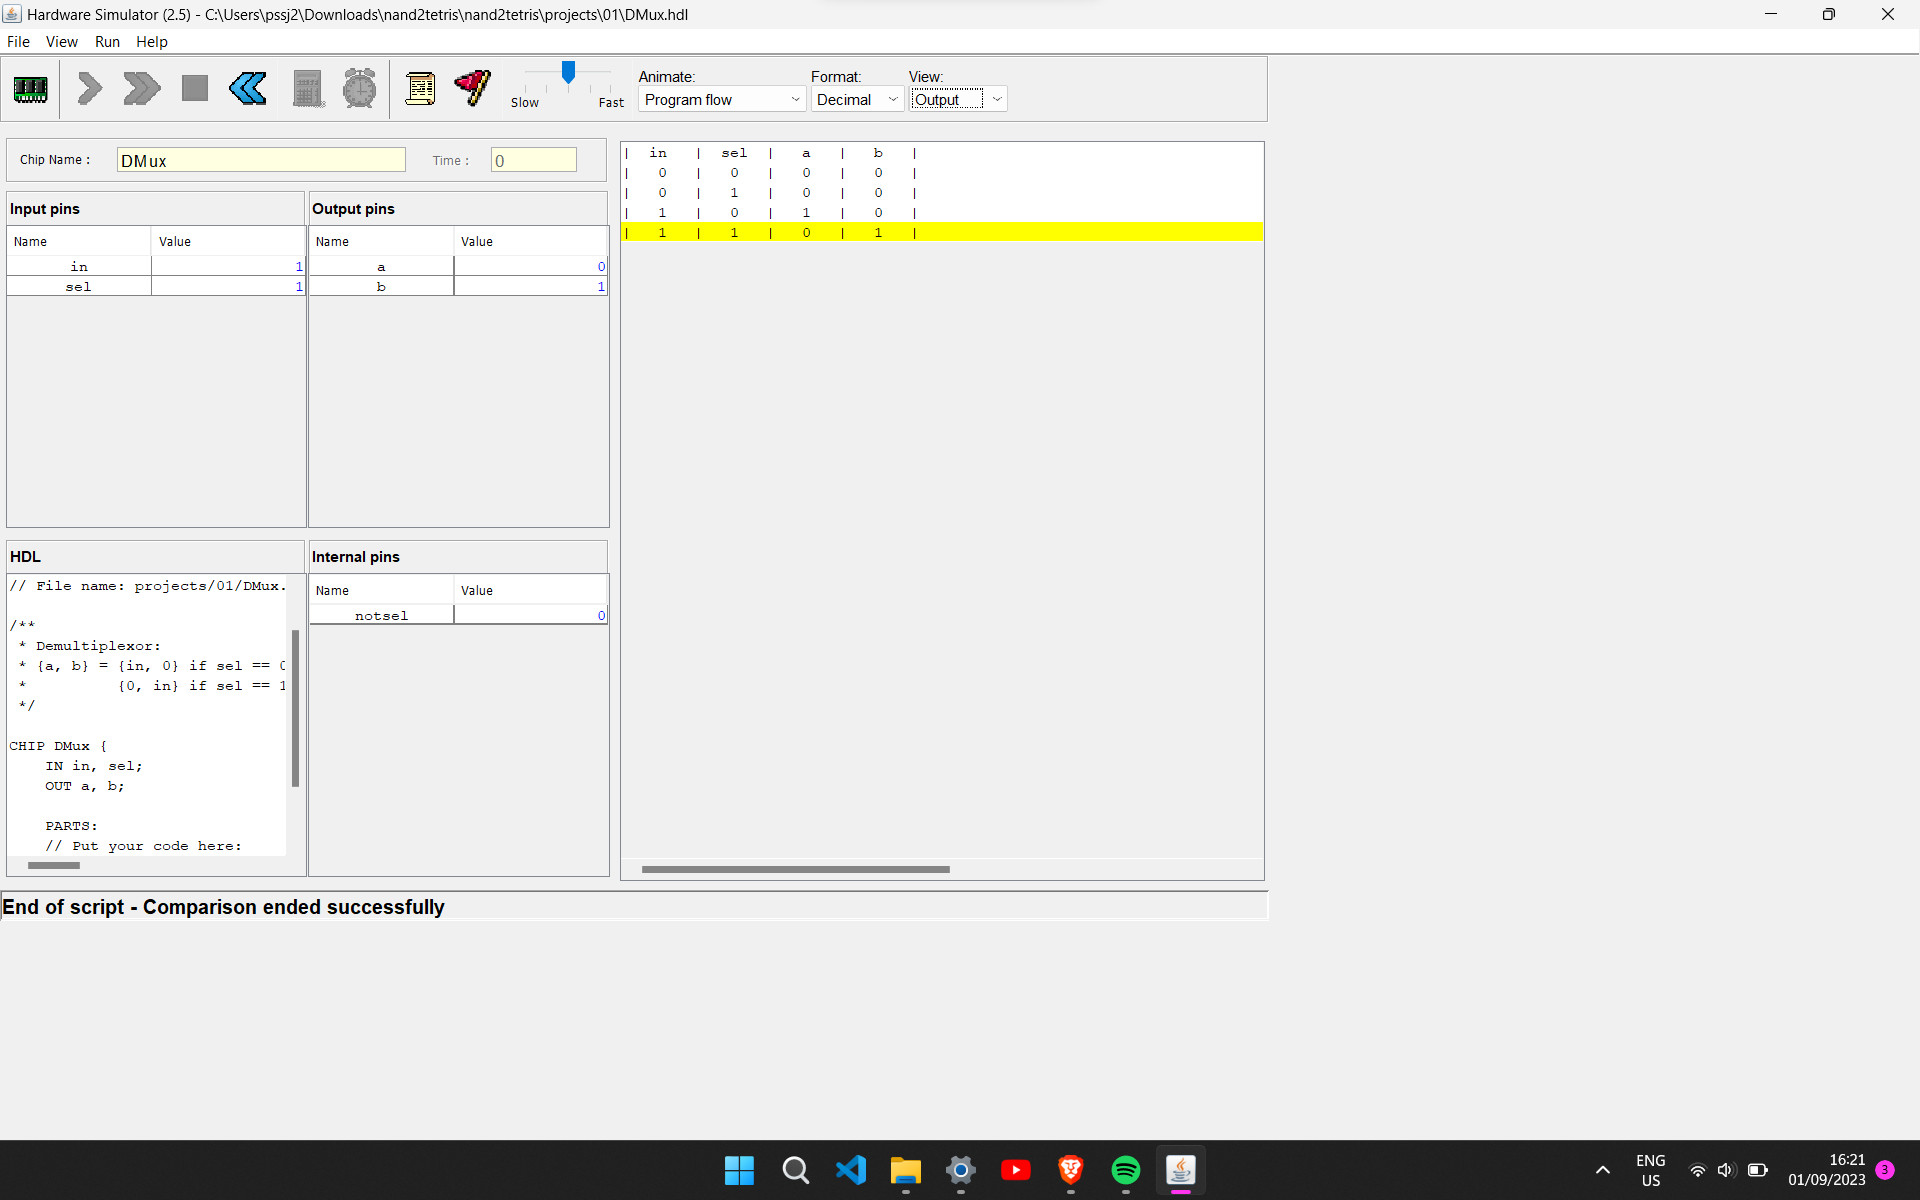 Hardware Simulator (2.5) - C:\Users\pssj2\Downloads\nand2tetris\nand2tetris\projects\01\DMux.hdl
File View Run Help
Slow Fast
Animate: Format: View:
Program flow Decimal Output
Chip Name : DMux Time : 0
Input pins
Name Value
in 1
sel 1
Output pins
Name Value
a 0
b 1
| in | sel | a | b |
| 0 | 0 | 0 | 0 |
| 0 | 1 | 0 | 0 |
| 1 | 0 | 1 | 0 |
| 1 | 1 | 0 | 1 |
HDL
// File name: projects/01/DMux.
/**
* Demultiplexor:
* {a, b} = {in, 0} if sel == 0
* {0, in} if sel == 1
*/
CHIP DMux {
IN in, sel;
OUT a, b;
PARTS:
// Put your code here:
Internal pins
Name Value
notsel 0
End of script - Comparison ended successfully
ENG
US
16:21
01/09/2023
3